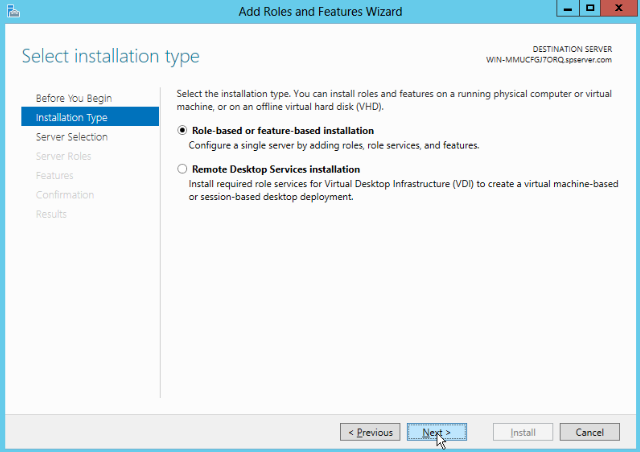 Add Roles and Features Wizard
Select installation type
DESTINATION SERVER
WIN-MMUCFGJ7ORQ.spserver.com
Before You Begin
Installation Type
Server Selection
Server Roles
Features
Confirmation
Results
Select the installation type. You can install roles and features on a running physical computer or virtual
machine, or on an offline virtual hard disk (VHD).
Role-based or feature-based installation
Configure a single server by adding roles, role services, and features.
Remote Desktop Services installation
Install required role services for Virtual Desktop Infrastructure (VDI) to create a virtual machine-based
or session-based desktop deployment.
< Previous
Next >
Install
Cancel